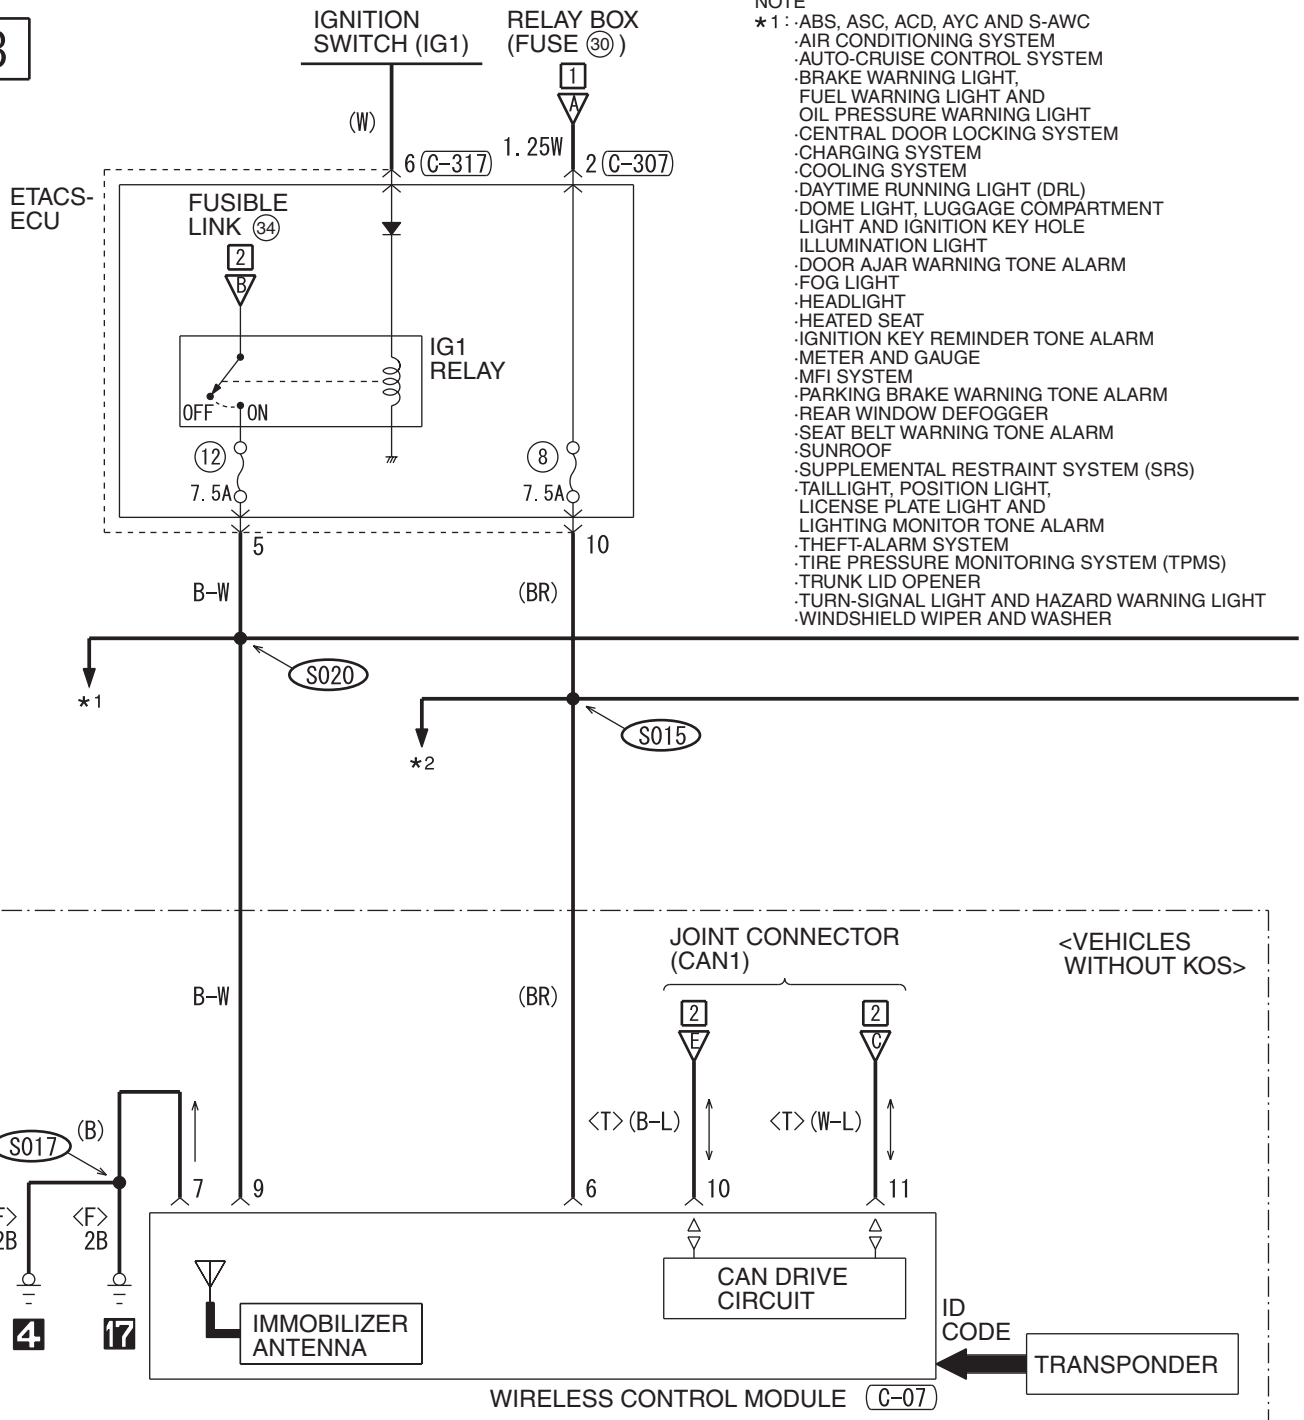 IGNITION
SWITCH (IG1)
RELAY BOX
(FUSE 30)
1
A
(W)
1.25W
6 (C-317)
2 (C-307)
NOTE
*1: ·ABS, ASC, ACD, AYC AND S-AWC
·AIR CONDITIONING SYSTEM
·AUTO-CRUISE CONTROL SYSTEM
·BRAKE WARNING LIGHT,
FUEL WARNING LIGHT AND
OIL PRESSURE WARNING LIGHT
·CENTRAL DOOR LOCKING SYSTEM
·CHARGING SYSTEM
·COOLING SYSTEM
·DAYTIME RUNNING LIGHT (DRL)
·DOME LIGHT, LUGGAGE COMPARTMENT
LIGHT AND IGNITION KEY HOLE
ILLUMINATION LIGHT
·DOOR AJAR WARNING TONE ALARM
·FOG LIGHT
·HEADLIGHT
·HEATED SEAT
·IGNITION KEY REMINDER TONE ALARM
·METER AND GAUGE
·MFI SYSTEM
·PARKING BRAKE WARNING TONE ALARM
·REAR WINDOW DEFOGGER
·SEAT BELT WARNING TONE ALARM
·SUNROOF
·SUPPLEMENTAL RESTRAINT SYSTEM (SRS)
·TAILLIGHT, POSITION LIGHT,
LICENSE PLATE LIGHT AND
LIGHTING MONITOR TONE ALARM
·THEFT-ALARM SYSTEM
·TIRE PRESSURE MONITORING SYSTEM (TPMS)
·TRUNK LID OPENER
·TURN-SIGNAL LIGHT AND HAZARD WARNING LIGHT
·WINDSHIELD WIPER AND WASHER
ETACS-
ECU
FUSIBLE
LINK 34
2
B
IG1
RELAY
OFF ON
12
7.5A
8
7.5A
5
10
B-W
(BR)
S020
*1
S015
*2
JOINT CONNECTOR
(CAN1)
<VEHICLES
WITHOUT KOS>
B-W
(BR)
2
E
2
C
<T> (B-L)
<T> (W-L)
S017
(B)
7
9
6
10
11
2B
<F>
2B
4
17
CAN DRIVE
CIRCUIT
IMMOBILIZER
ANTENNA
ID
CODE
TRANSPONDER
WIRELESS CONTROL MODULE (C-07)